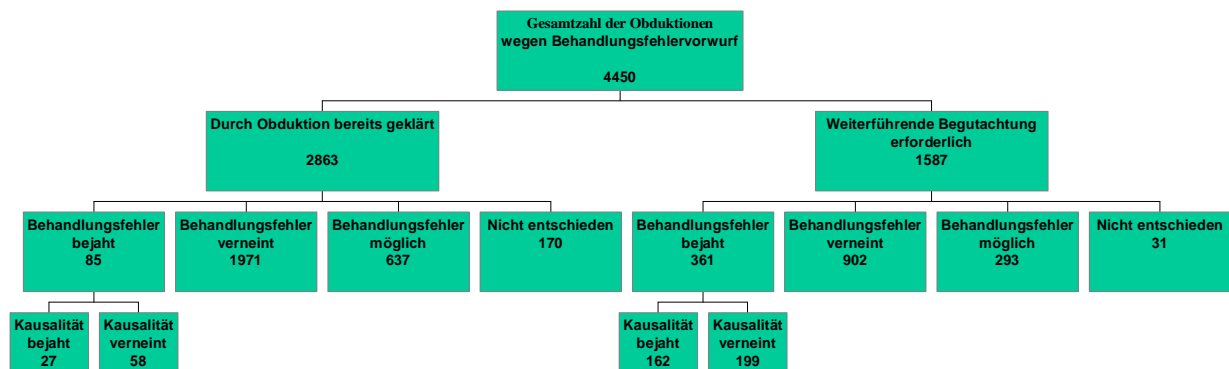 Gesamtzahl der Obduktionen
wegen Behandlungsfehlervorwurf
4450
Durch Obduktion bereits geklärt
2863
Weiterführende Begutachtung
erforderlich
1587
Behandlungsfehler
bejaht
85
Behandlungsfehler
verneint
1971
Behandlungsfehler
möglich
637
Nicht entschieden
170
Behandlungsfehler
bejaht
361
Behandlungsfehler
verneint
902
Behandlungsfehler
möglich
293
Nicht entschieden
31
Kausalität
bejaht
27
Kausalität
verneint
58
Kausalität
bejaht
162
Kausalität
verneint
199